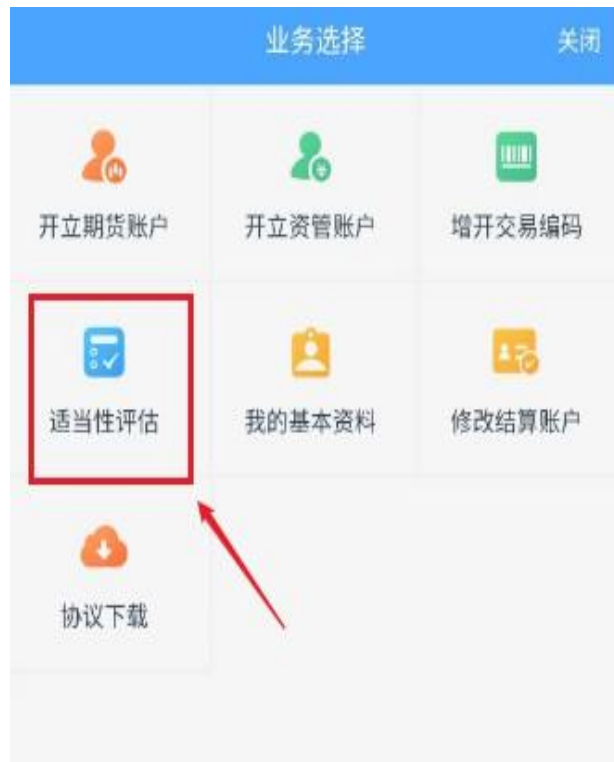 业务选择 关闭
开立期货账户 开立资管账户 增开交易编码
适当性评估 我的基本资料 修改结算账户
协议下载